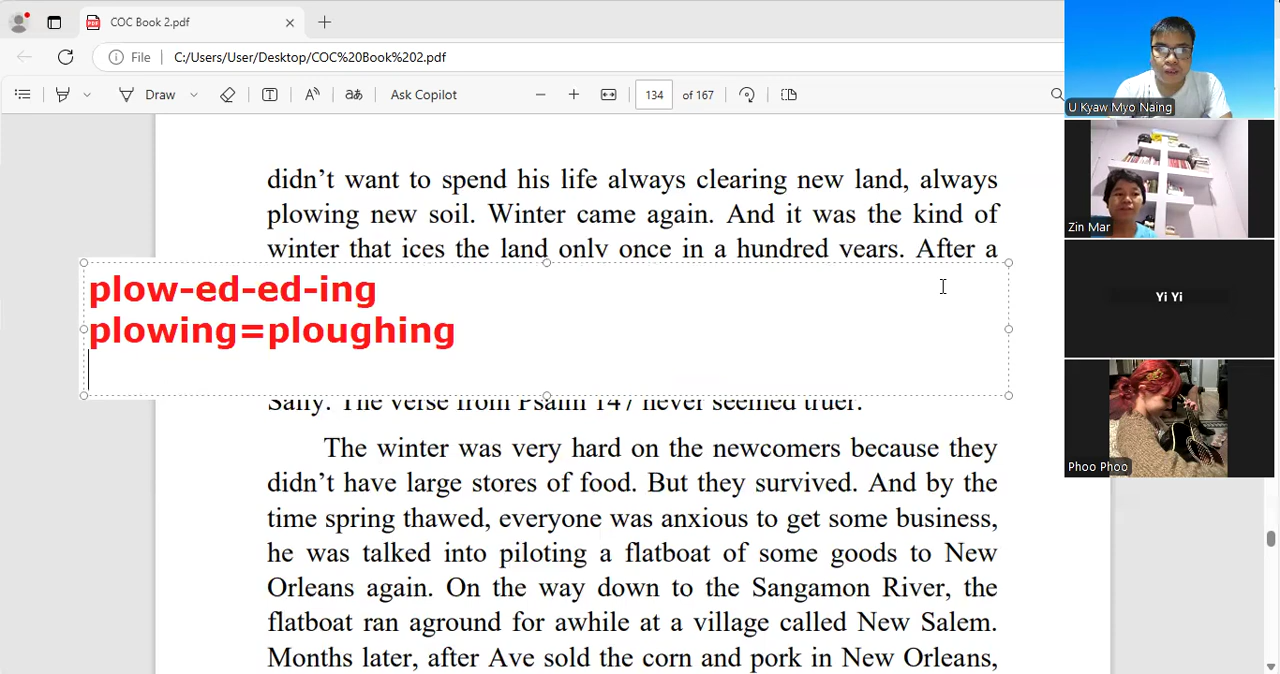 COC Book 2.pdf
File C:/Users/User/Desktop/COC%20Book%202.pdf
Draw Ask Copilot 134 of 167
didn’t want to spend his life always clearing new land, always
plowing new soil. Winter came again. And it was the kind of
winter that ices the land only once in a hundred years. After a
plow-ed-ed-ing
plowing=ploughing
Sally. The verse from Psalm 147 never seemed truer.
The winter was very hard on the newcomers because they
didn’t have large stores of food. But they survived. And by the
time spring thawed, everyone was anxious to get some business,
he was talked into piloting a flatboat of some goods to New
Orleans again. On the way down to the Sangamon River, the
flatboat ran aground for awhile at a village called New Salem.
Months later, after Ave sold the corn and pork in New Orleans,
U Kyaw Myo Naing
Zin Mar
Yi Yi
Phoo Phoo